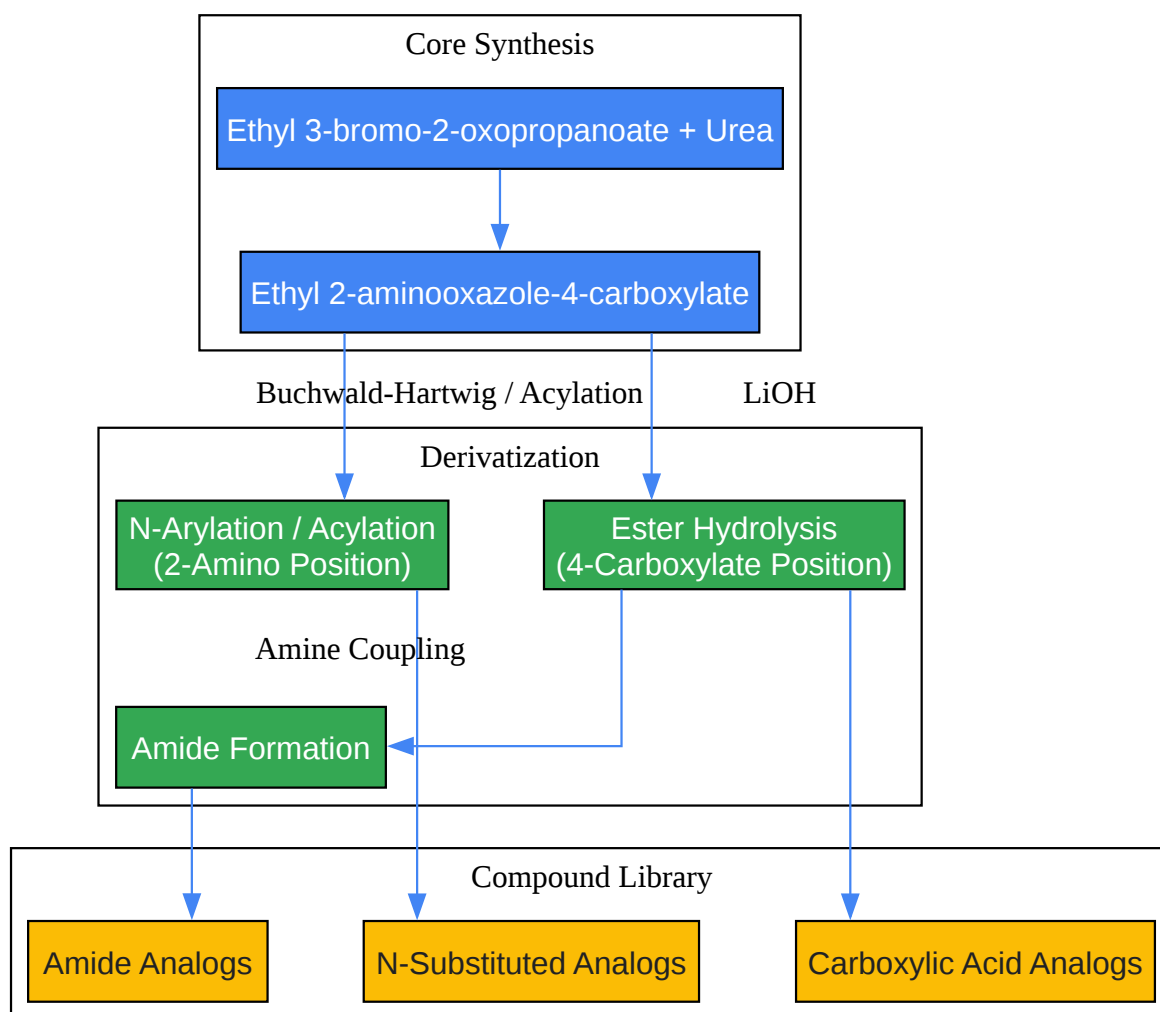 Core Synthesis
Ethyl 3-bromo-2-oxopropanoate + Urea
Ethyl 2-aminooxazole-4-carboxylate
Buchwald-Hartwig / Acylation
LiOH
Derivatization
N-Arylation / Acylation
(2-Amino Position)
Ester Hydrolysis
(4-Carboxylate Position)
Amine Coupling
Amide Formation
Compound Library
Amide Analogs
N-Substituted Analogs
Carboxylic Acid Analogs